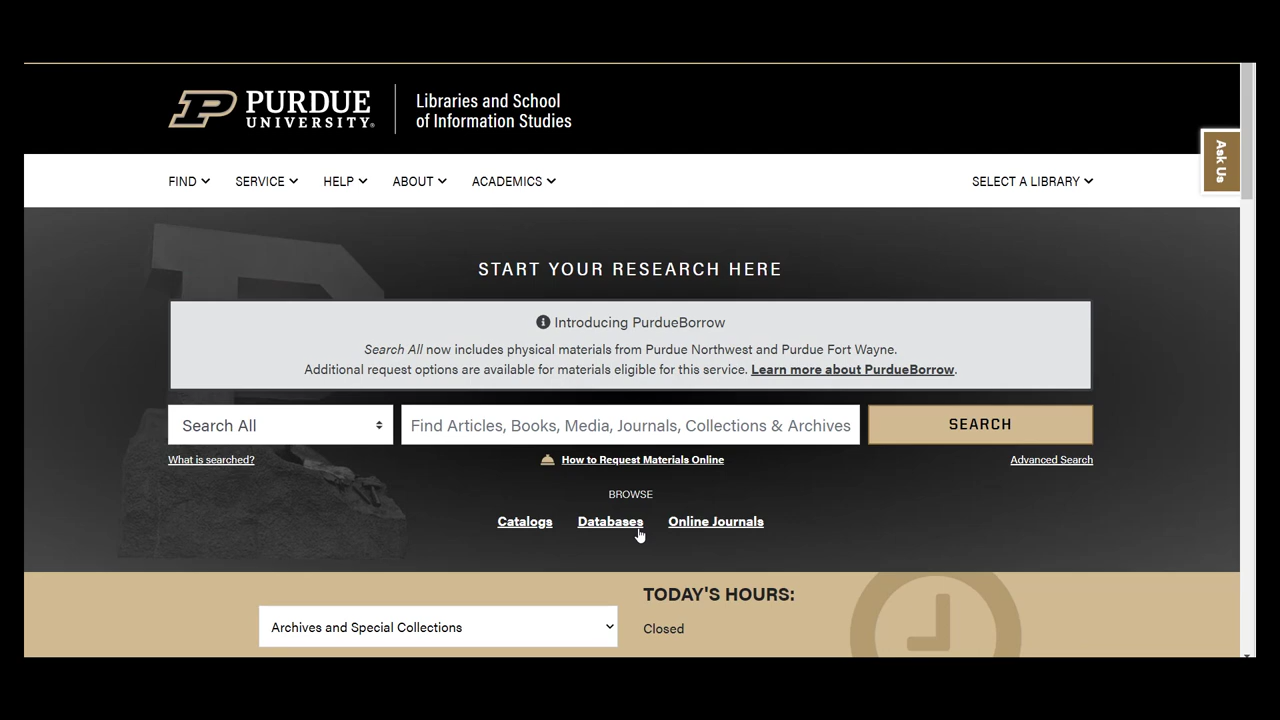 PURDUE
UNIVERSITY®
Libraries and School
of Information Studies
Ask Us
FIND SERVICE HELP ABOUT ACADEMICS SELECT A LIBRARY
START YOUR RESEARCH HERE
Introducing PurdueBorrow
Search All now includes physical materials from Purdue Northwest and Purdue Fort Wayne.
Additional request options are available for materials eligible for this service. Learn more about PurdueBorrow.
Search All Find Articles, Books, Media, Journals, Collections & Archives SEARCH
What is searched? How to Request Materials Online Advanced Search
BROWSE
Catalogs Databases Online Journals
TODAY'S HOURS:
Archives and Special Collections
Closed